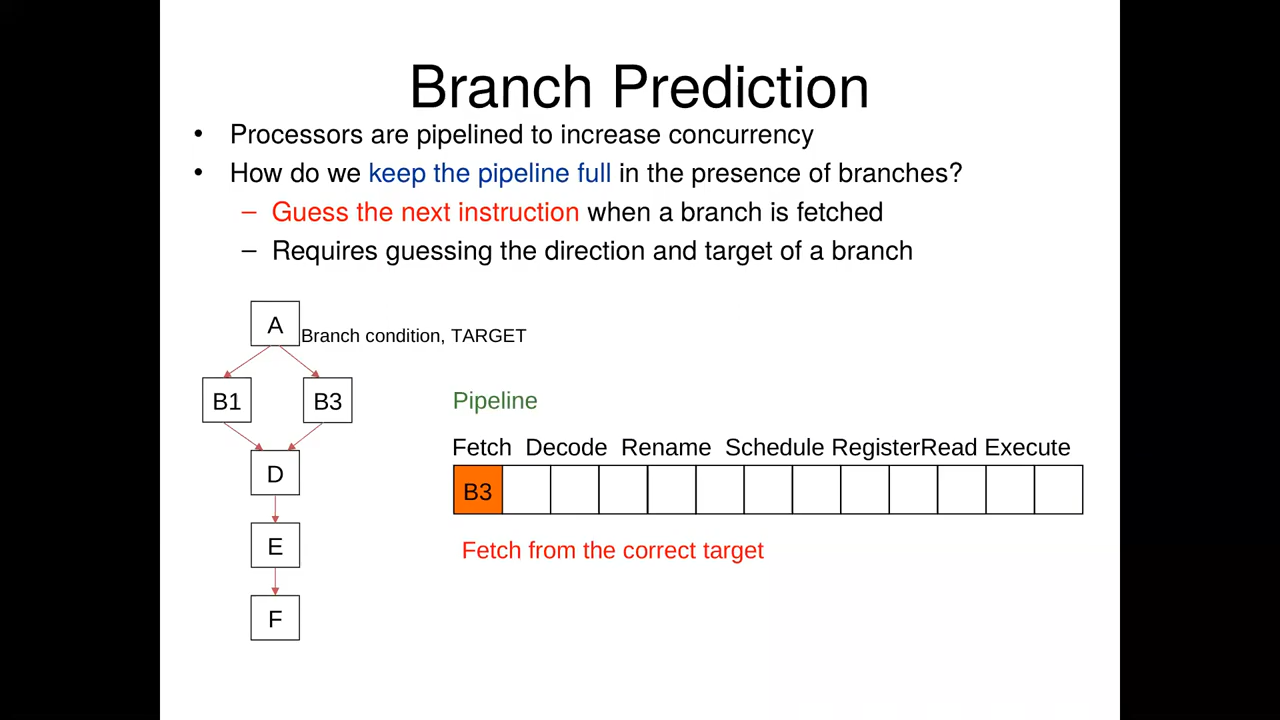 Branch Prediction
• Processors are pipelined to increase concurrency
• How do we keep the pipeline full in the presence of branches?
– Guess the next instruction when a branch is fetched
– Requires guessing the direction and target of a branch
A
Branch condition, TARGET
B1
B3
D
E
F
Pipeline
Fetch Decode Rename Schedule RegisterRead Execute
B3
Fetch from the correct target